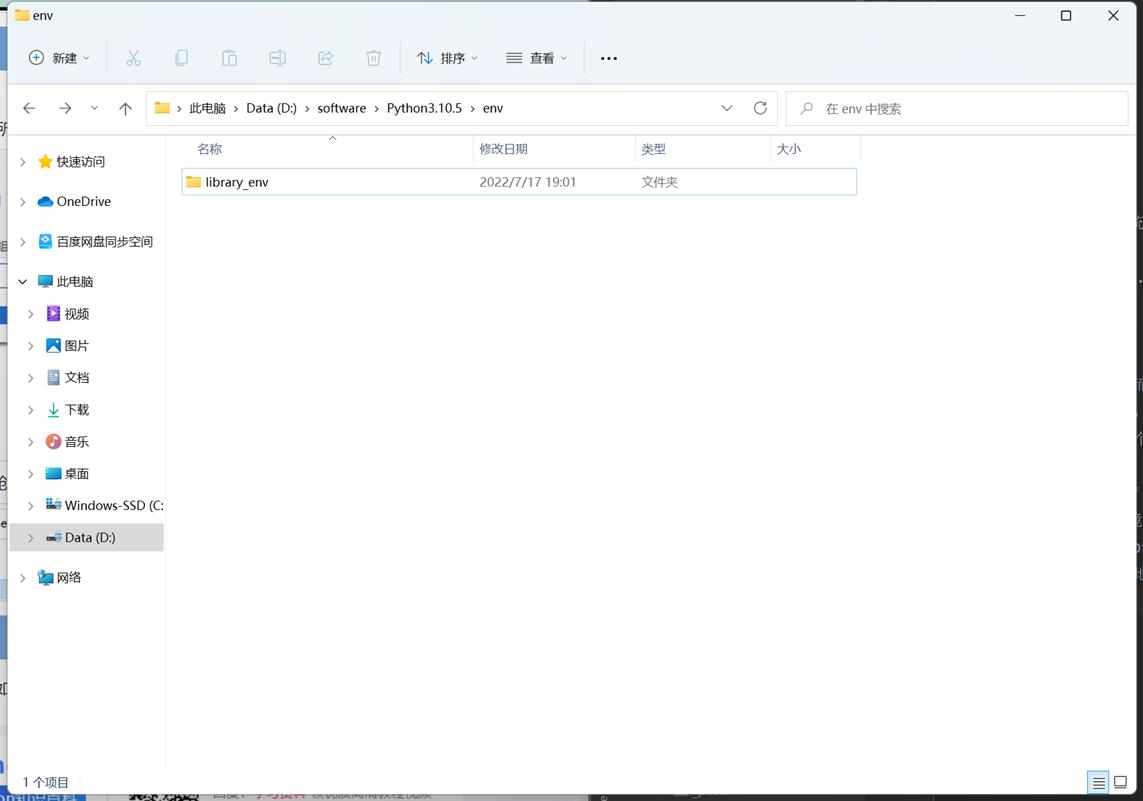 env
新建
排序
查看
此电脑 Data (D:) software Python3.10.5 env
在 env 中搜索
名称 修改日期 类型 大小
library_env 2022/7/17 19:01 文件夹
快速访问
OneDrive
百度网盘同步空间
此电脑
视频
图片
文档
下载
音乐
桌面
Windows-SSD (C:
Data (D:)
网络
1 个项目